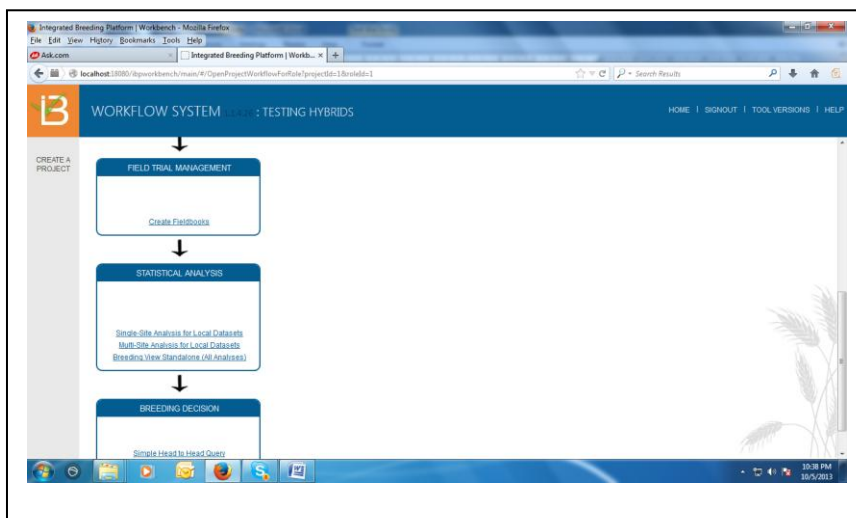 Integrated Breeding Platform | Workbench - Mozilla Firefox
File Edit View History Bookmarks Tools Help
Ask.com
Integrated Breeding Platform | Workb...
localhost:18080/ibpworkbench/main/#/OpenProjectWorkflowForRole?projectId=1&roleId=1
Search Results
iB
WORKFLOW SYSTEM : TESTING HYBRIDS
HOME | SIGNOUT | TOOL VERSIONS | HELP
CREATE A
PROJECT
FIELD TRIAL MANAGEMENT
Create Fieldbooks
STATISTICAL ANALYSIS
Single-Site Analysis for Local Datasets
Multi-Site Analysis for Local Datasets
Breeding View Standalone (All Analyses)
BREEDING DECISION
Simple Head to Head Query
10:38 PM
10/5/2013